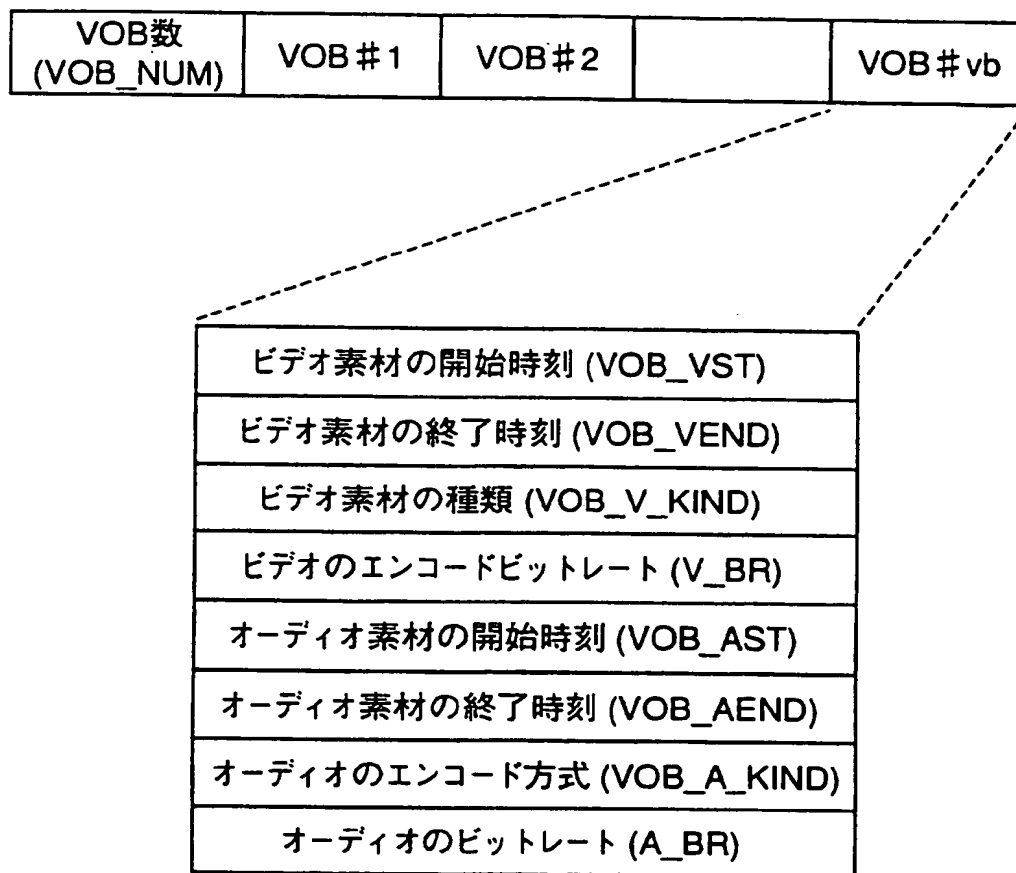 VOB数
(VOB_NUM)
VOB#1
VOB#2
VOB#vb
ビデオ素材の開始時刻 (VOB_VST)
ビデオ素材の終了時刻 (VOB_VEND)
ビデオ素材の種類 (VOB_V_KIND)
ビデオのエンコードビットレート (V_BR)
オーディオ素材の開始時刻 (VOB_AST)
オーディオ素材の終了時刻 (VOB_AEND)
オーディオのエンコード方式 (VOB_A_KIND)
オーディオのビットレート (A_BR)